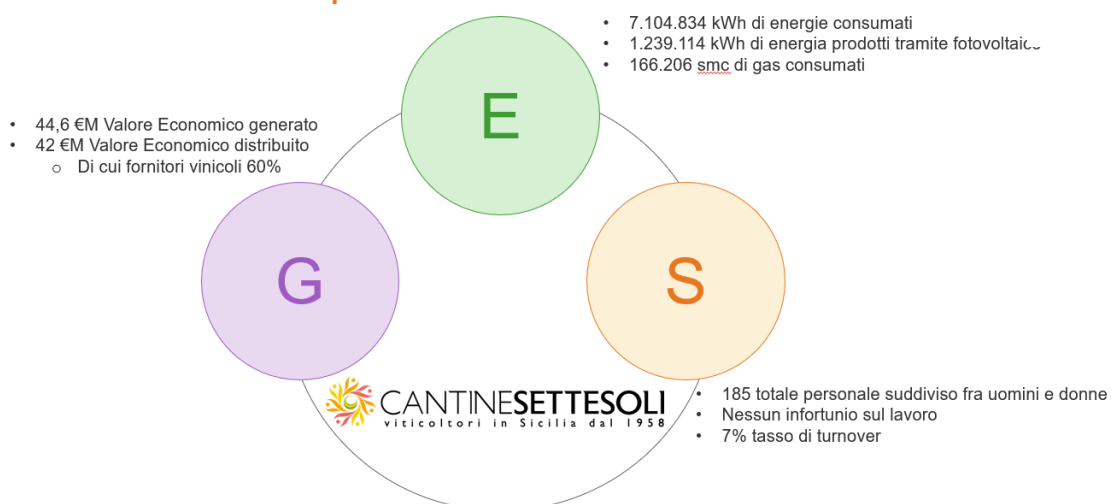 7.104.834 kWh di energie consumati
1.239.114 kWh di energia prodotti tramite
166.206 smc di gas consumati
E
44,6 €M Valore Economico generato
42 €M Valore Economico distribuito
Di cui fornitori vinicoli 60%
G
S
CANTINESETTESOLI
viticoltori in Sicilia dal 1958
185 totale personale suddiviso fra uomini e donne
Nessun infortunio sul lavoro
7% tasso di turnover